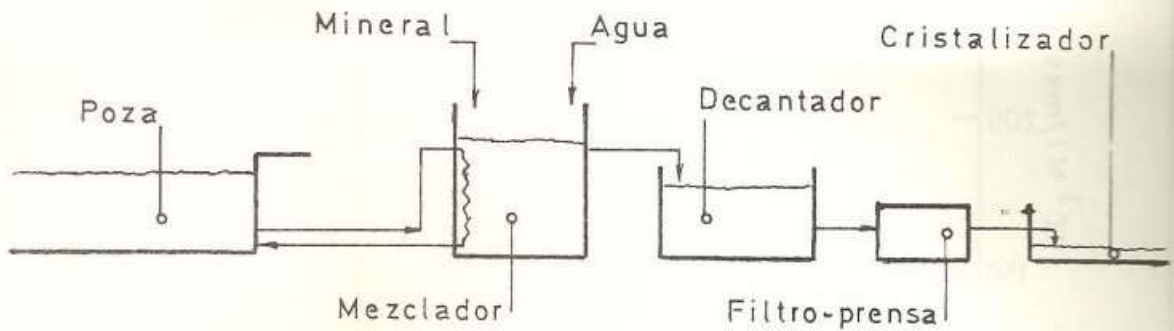 Mineral
Agua
Cristalizador
Poza
Decantador
Mezclador
Filtro-prensa